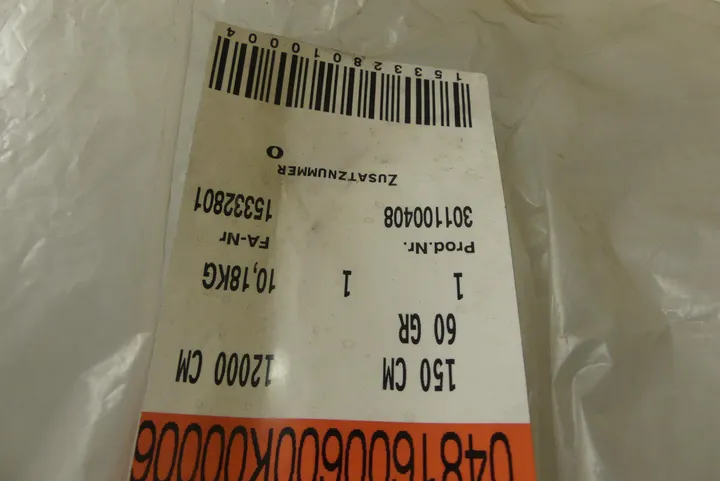 0481600600K00006
150 CM 12000 CM
60 GR
1 1 10,18KG
Prod.Nr. FA-Nr
301100408 15332801
ZUSATZNUMMER 0
153328010004